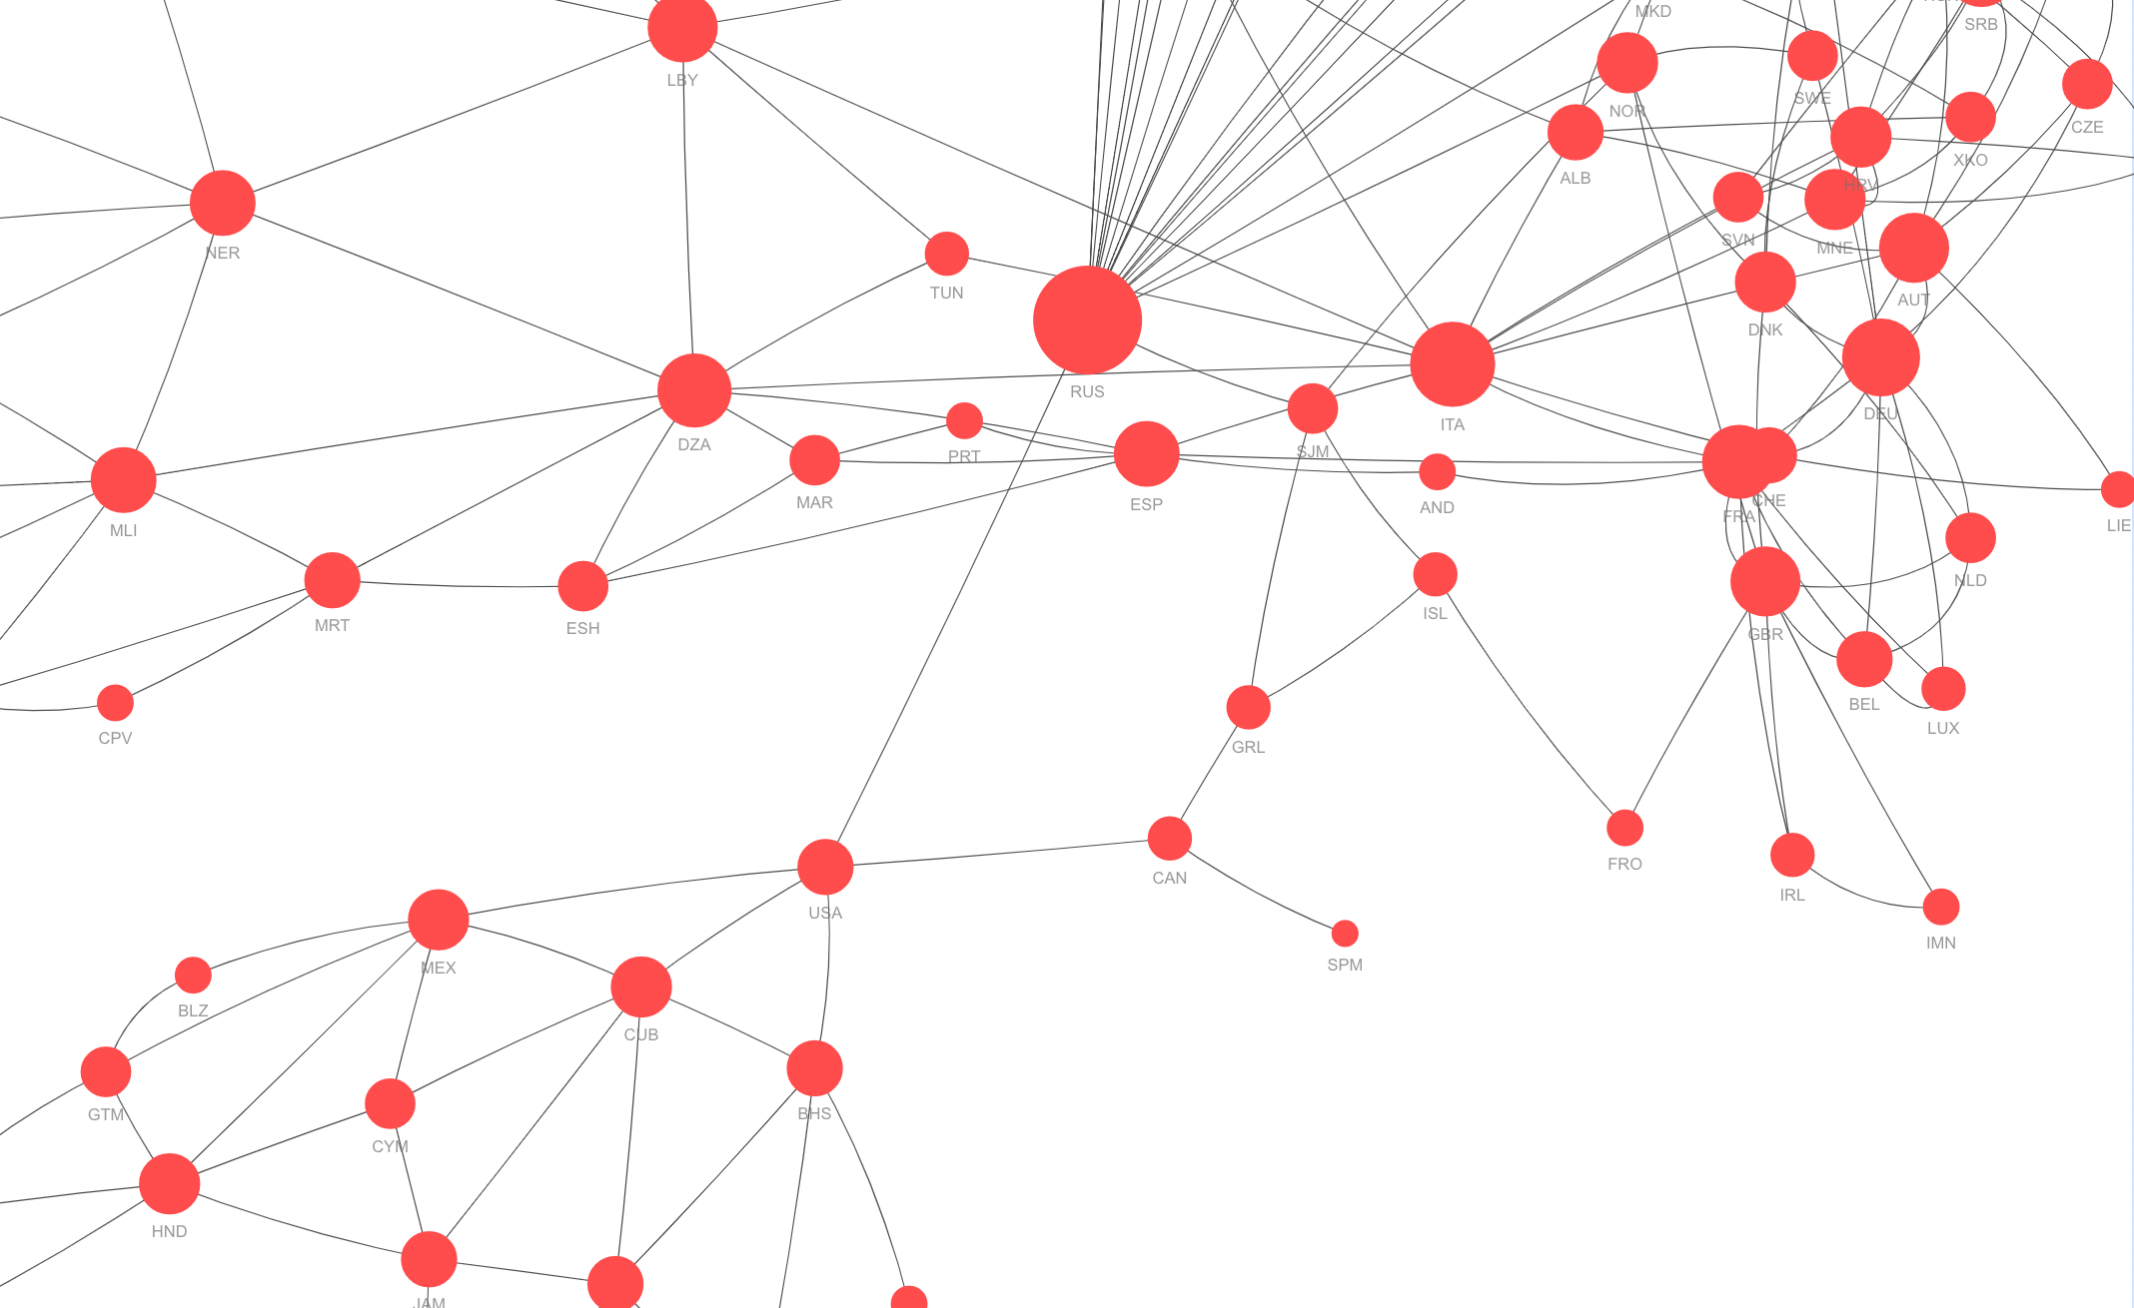 MKD
SRB
LBY
SWE
NOR
CZE
XKO
ALB
HRV
SVN
MNE
NER
TUN
AUT
DNK
RUS
DEU
ITA
DZA
SJM
PRT
CHE
MAR
ESP
AND
FRA
LIE
MLI
NLD
ISL
MRT
ESH
GBR
BEL
LUX
CPV
GRL
FRO
CAN
IRL
USA
IMN
SPM
MEX
BLZ
CUB
GTM
BHS
CYM
HND
JAM